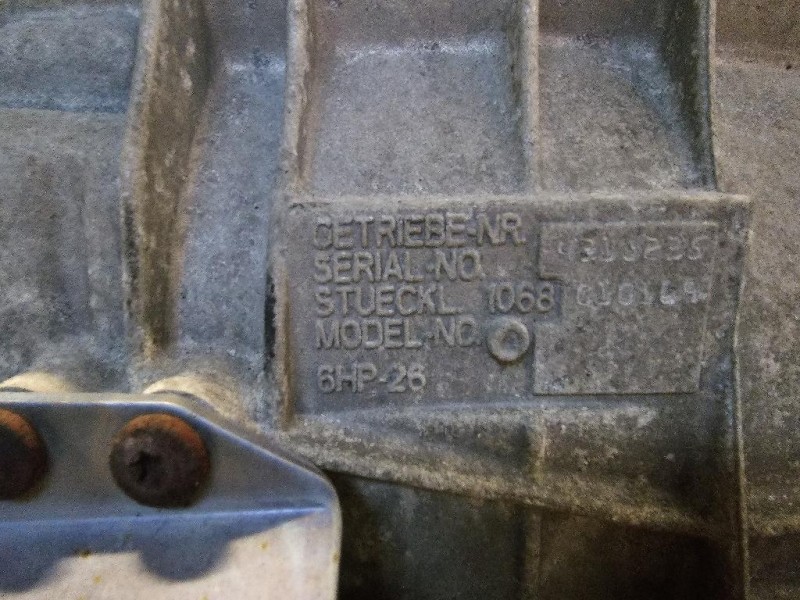 GETRIEBE-NR.
SERIAL-NO.
STUECKL. 1068
MODEL-NO.
6HP-26